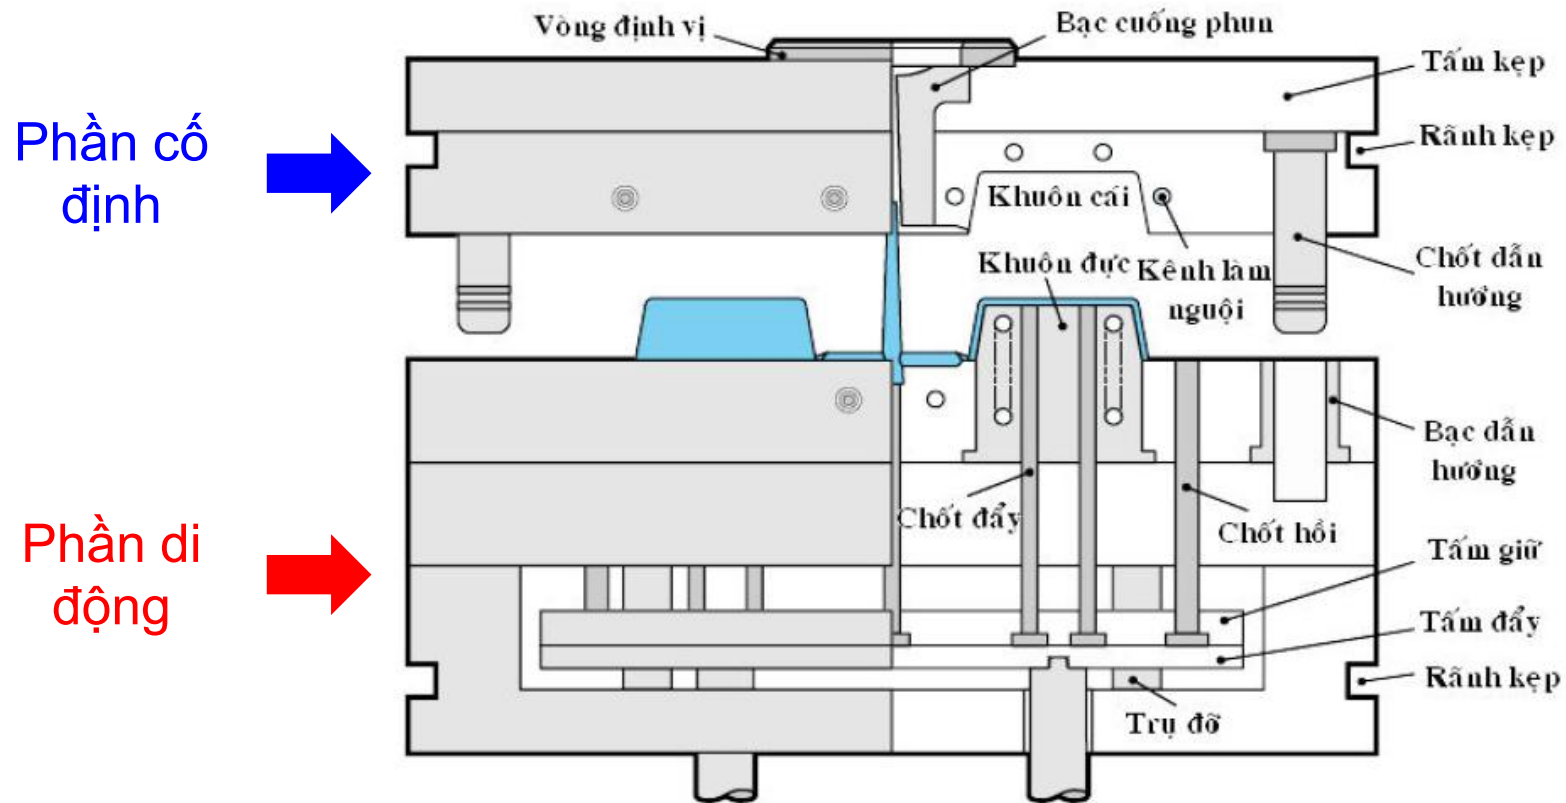 Vòng định vị
Bạc cuống phun
Tấm kẹp
Phần cố
định
Rãnh kẹp
Khuôn cái
Khuôn đực
Kênh làm
nguội
Chốt dẫn
hướng
Bạc dẫn
hướng
Chốt đẩy
Chốt hồi
Phần di
động
Tấm giữ
Tấm đẩy
Rãnh kẹp
Trụ đỡ